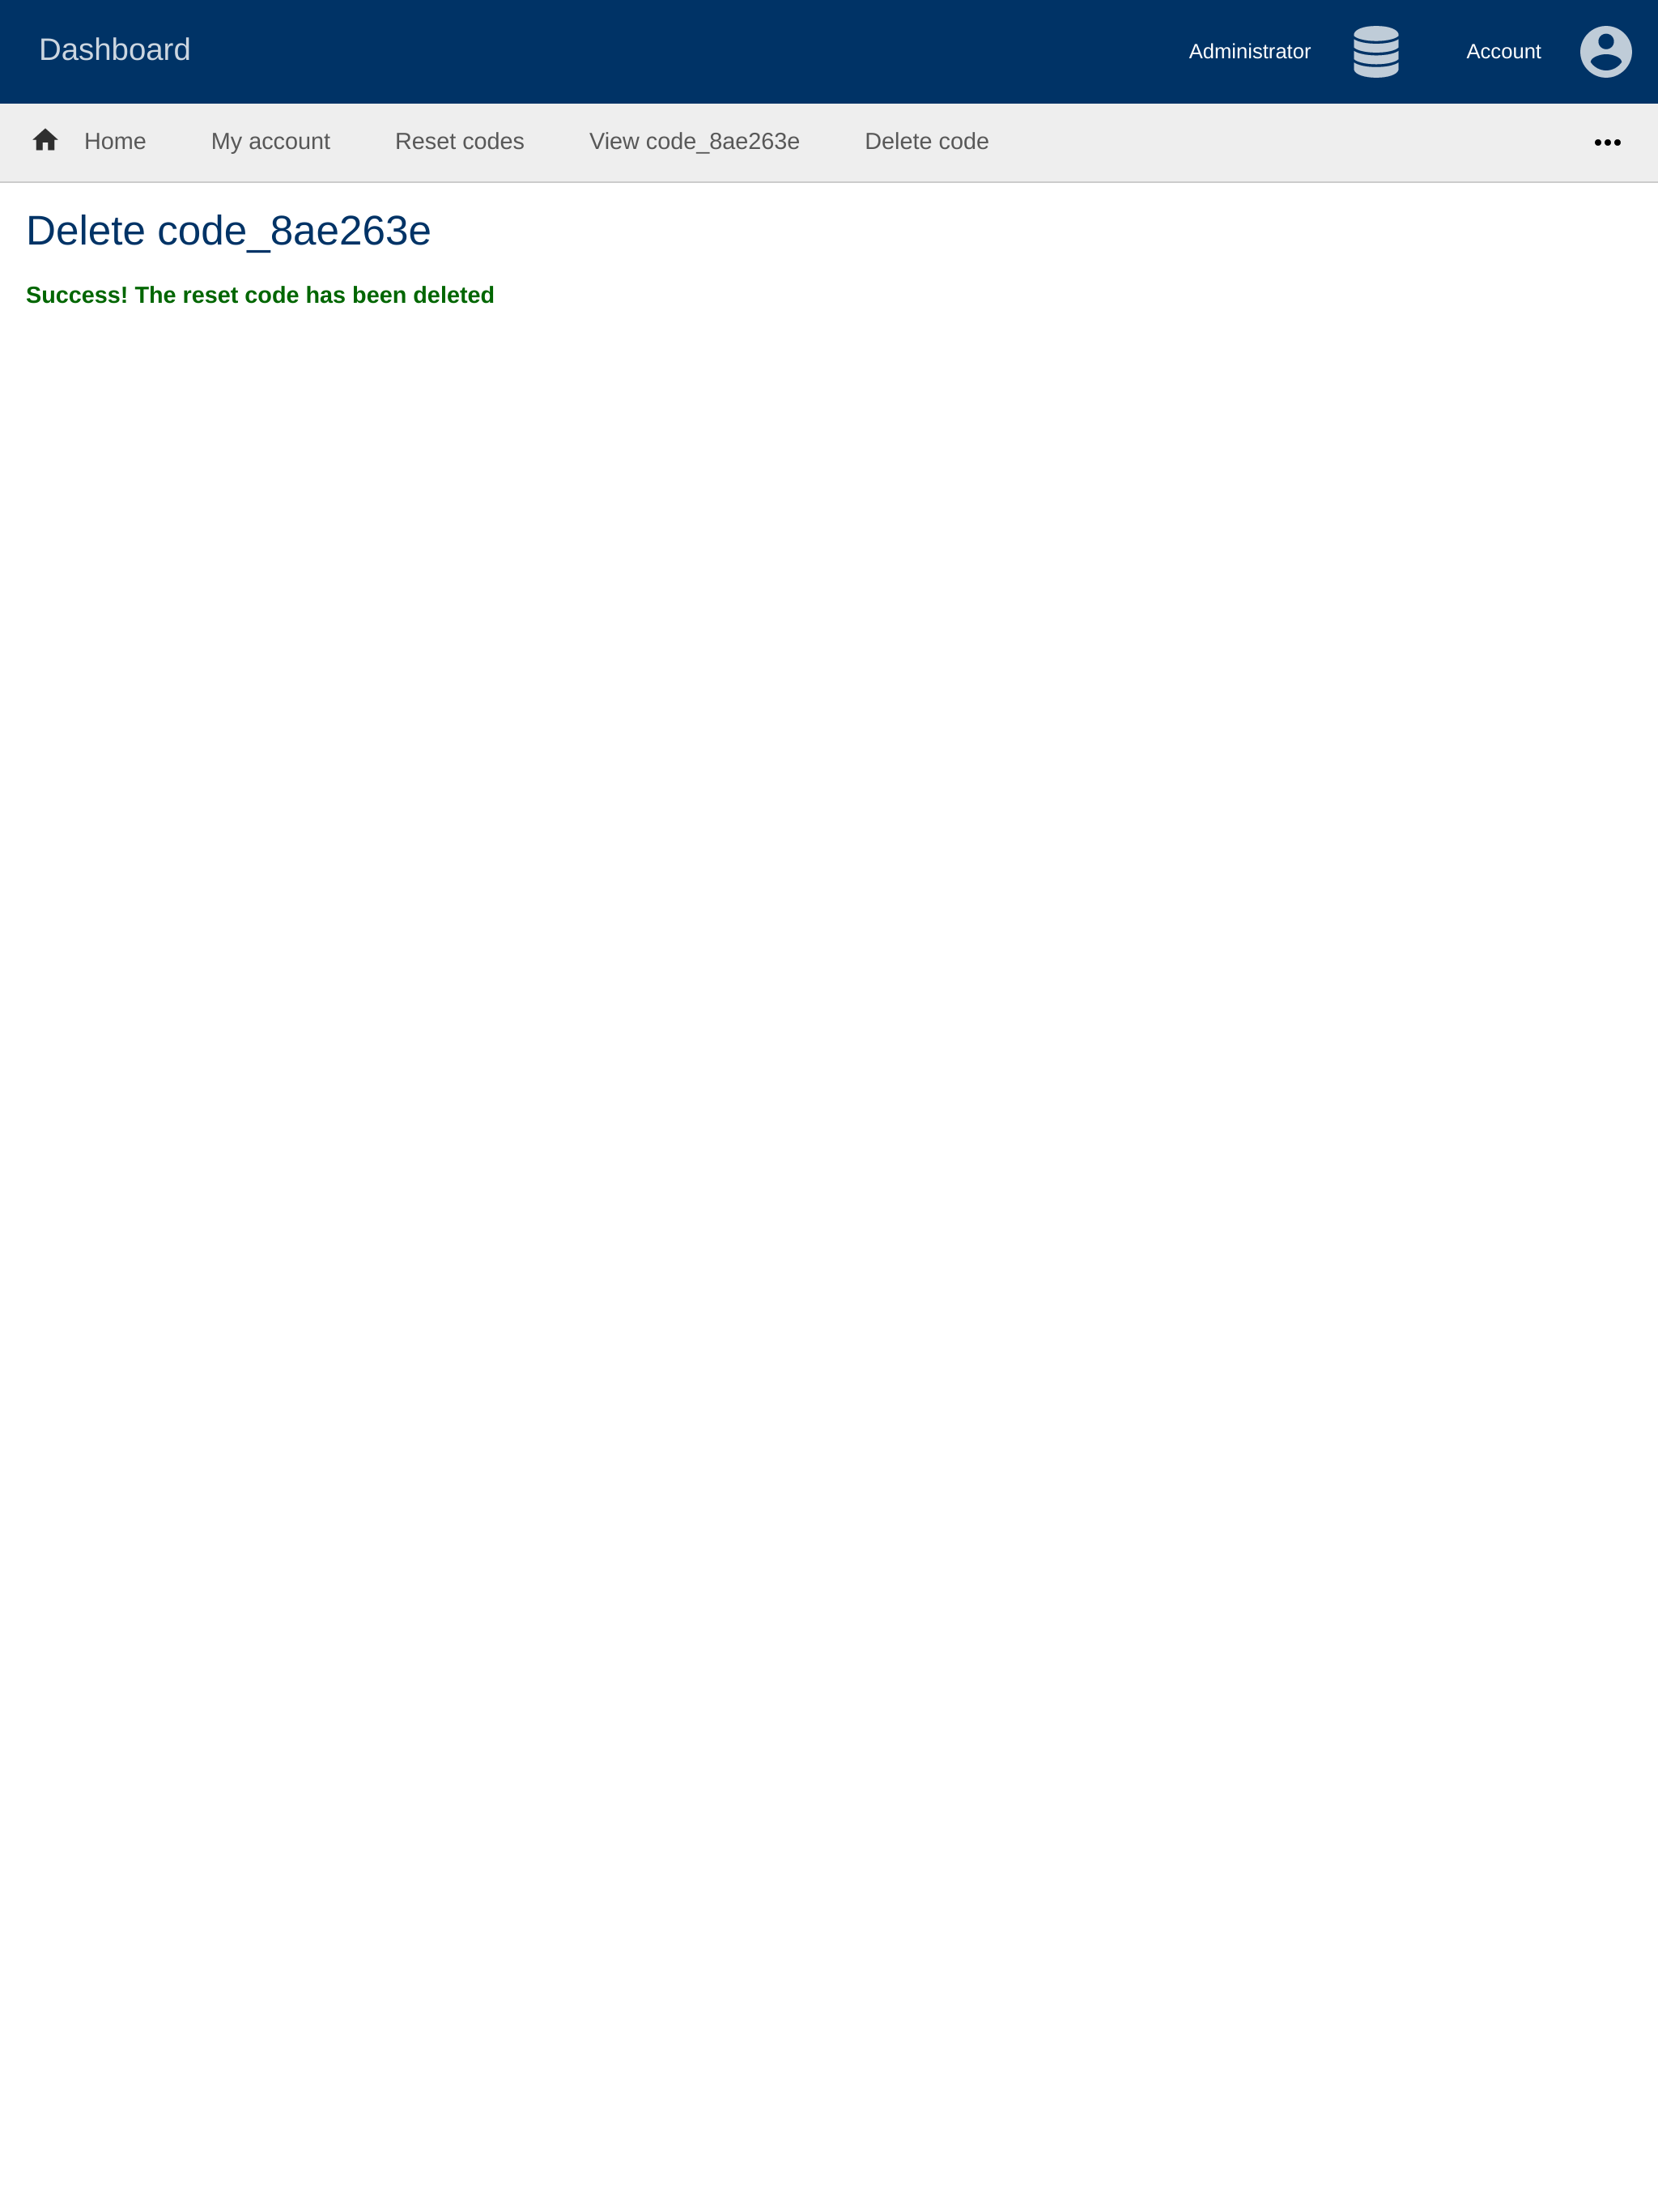 Dashboard
Administrator
Account
Home
My account
Reset codes
View code_8ae263e
Delete code
Delete code_8ae263e
Success! The reset code has been deleted